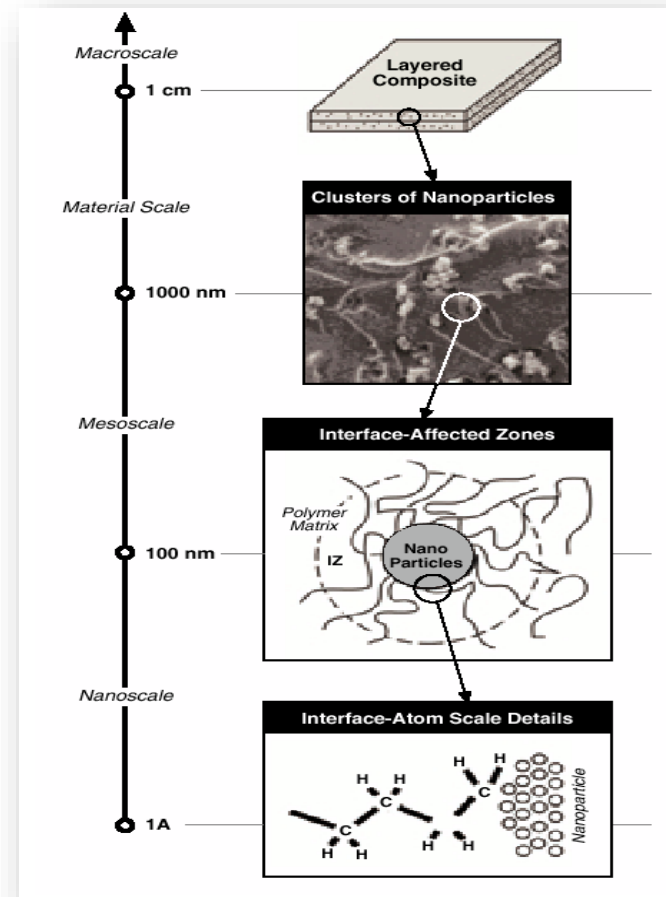 Macroscale
1 cm
Layered
Composite
Material Scale
Clusters of Nanoparticles
1000 nm
Mesoscale
Interface-Affected Zones
Polymer
Matrix
IZ
Nano
Particles
100 nm
Nanoscale
Interface-Atom Scale Details
H
H
H
H
H
C
C
C
H
H
H
H
1A
Nanoparticle